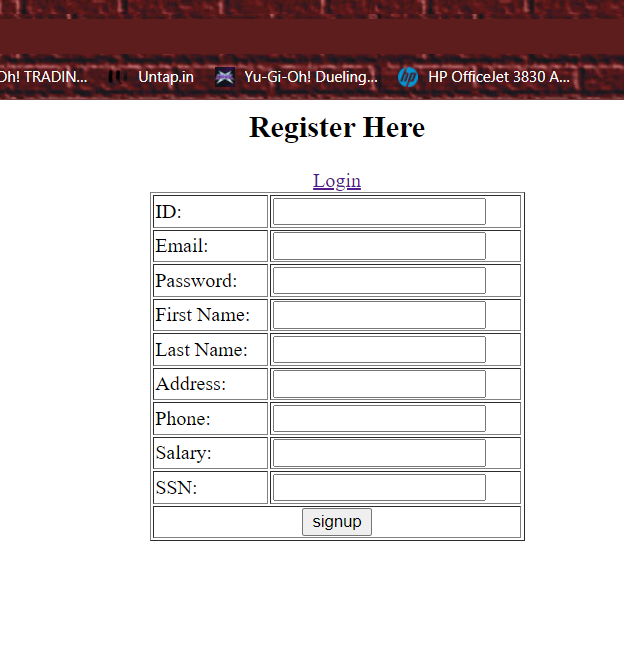 Oh! TRADIN... Untap.in Yu-Gi-Oh! Dueling... hp HP OfficeJet 3830 A...
Register Here
Login
ID:
Email:
Password:
First Name:
Last Name:
Address:
Phone:
Salary:
SSN:
signup